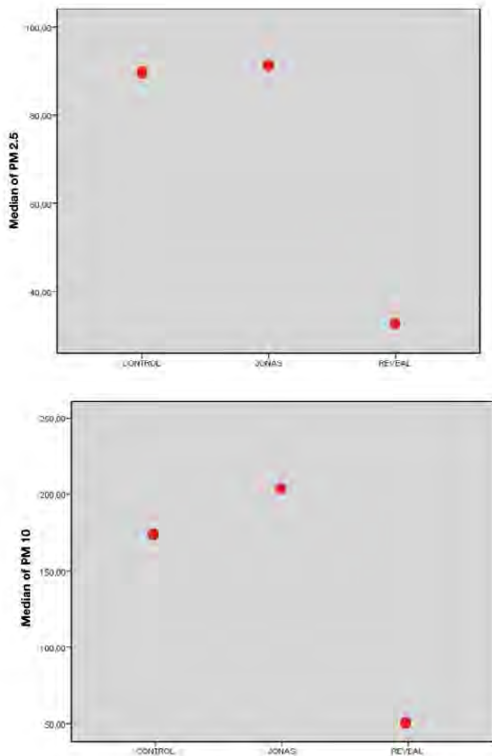 Median of PM 2.5
100,00
80,00
60,00
40,00
CONTROL
JONAS
REVEAL
Median of PM 10
250,00
200,00
150,00
100,00
50,00
CONTROL
JONAS
REVEAL